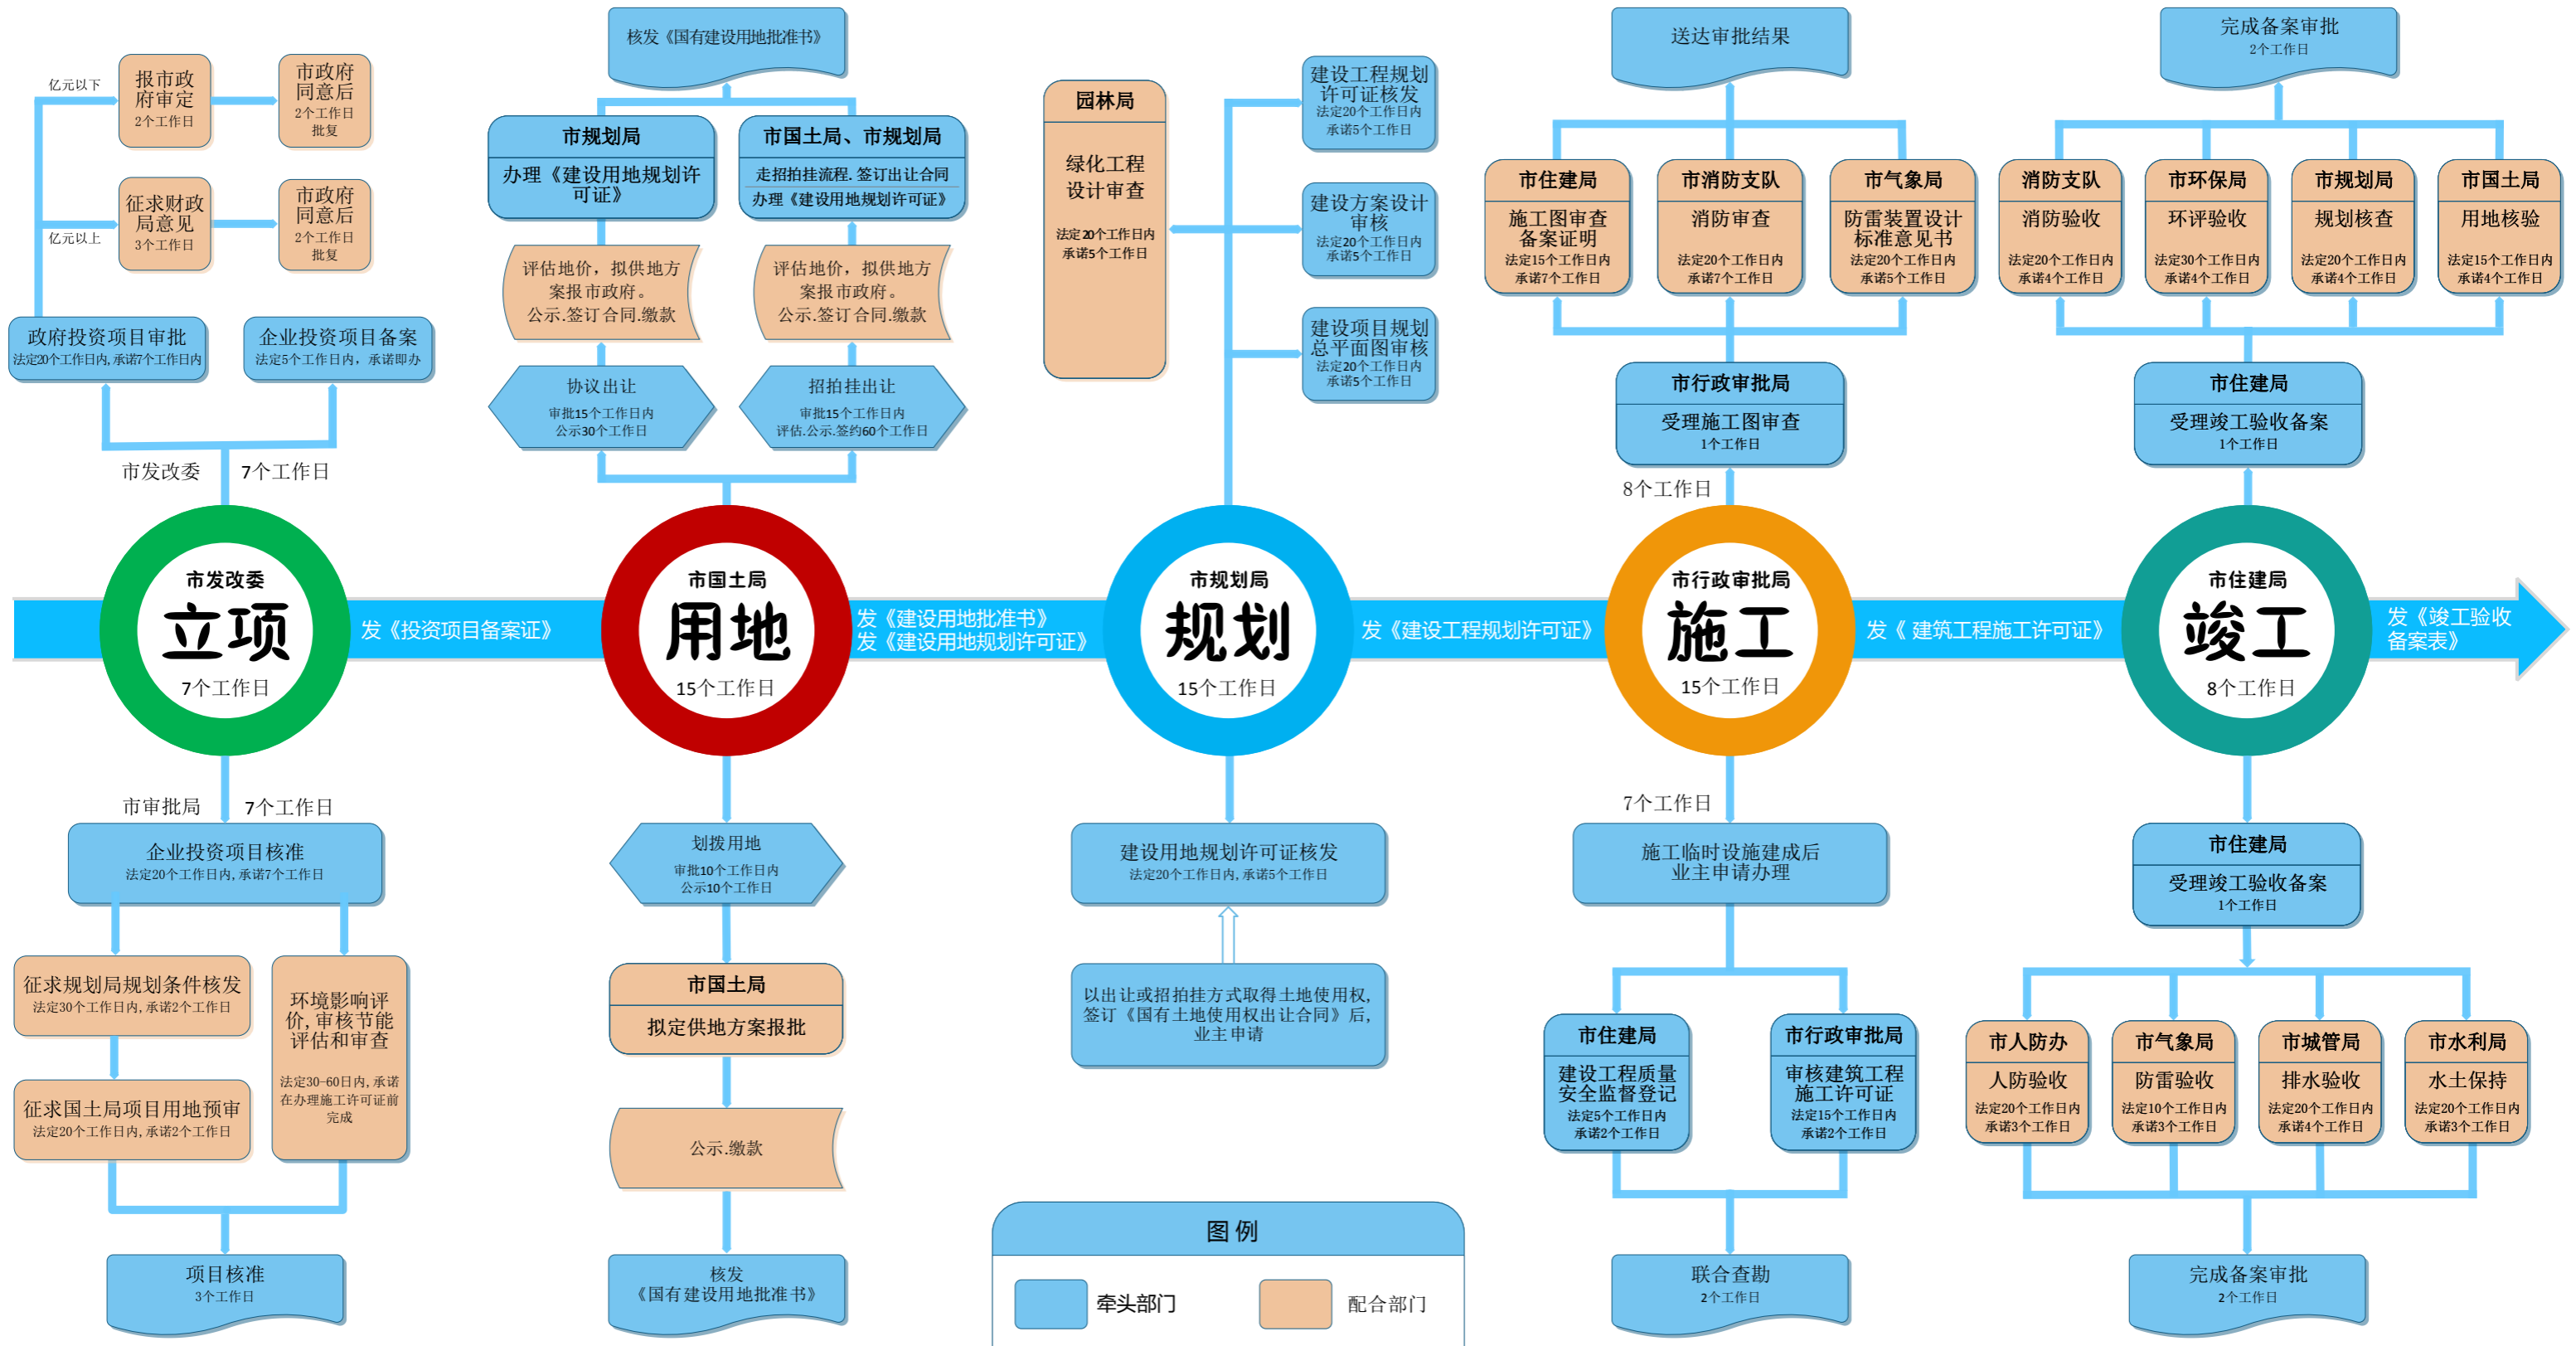 亿元以下
报市政
府审定
2个工作日
市政府
同意后
2个工作日
批复
亿元以上
征求财政
局意见
3个工作日
市政府
同意后
2个工作日
批复
政府投资项目审批
法定20个工作日内,承诺7个工作日内
企业投资项目备案
法定5个工作日内，承诺即办
市发改委
7个工作日
市发改委
立项
7个工作日
发《投资项目备案证》
市审批局
7个工作日
企业投资项目核准
法定20个工作日内,承诺7个工作日
征求规划局规划条件核发
法定30个工作日内,承诺2个工作日
征求国土局项目用地预审
法定20个工作日内,承诺2个工作日
环境影响评
价,审核节能
评估和审查
法定30-60日内,承诺
在办理施工许可证前
完成
项目核准
3个工作日
核发《国有建设用地批准书》
市规划局
办理《建设用地规划许
可证》
市国土局、市规划局
走招拍挂流程.签订出让合同
办理《建设用地规划许可证》
评估地价，拟供地方
案报市政府。
公示.签订合同.缴款
评估地价，拟供地方
案报市政府。
公示.签订合同.缴款
协议出让
审批15个工作日内
公示30个工作日
招拍挂出让
审批15个工作日内
评估.公示.签约60个工作日
市国土局
用地
15个工作日
发《建设用地批准书》
发《建设用地规划许可证》
划拨用地
审批10个工作日内
公示10个工作日
市国土局
拟定供地方案报批
公示.缴款
核发
《国有建设用地批准书》
园林局
绿化工程
设计审查
法定20个工作日内
承诺5个工作日
建设工程规划
许可证核发
法定20个工作日内
承诺5个工作日
建设方案设计
审核
法定20个工作日内
承诺5个工作日
建设项目规划
总平面图审核
法定20个工作日内
承诺5个工作日
市规划局
规划
15个工作日
发《建设工程规划许可证》
建设用地规划许可证核发
法定20个工作日内,承诺5个工作日
以出让或招拍挂方式取得土地使用权,
签订《国有土地使用权出让合同》后,
业主申请
图 例
牵头部门
配合部门
送达审批结果
市住建局
施工图审查
备案证明
法定15个工作日内
承诺7个工作日
市消防支队
消防审查
法定20个工作日内
承诺7个工作日
市气象局
防雷装置设计
标准意见书
法定20个工作日内
承诺5个工作日
市行政审批局
受理施工图审查
1个工作日
8个工作日
市行政审批局
施工
15个工作日
发《 建筑工程施工许可证》
7个工作日
施工临时设施建成后
业主申请办理
市住建局
建设工程质量
安全监督登记
法定5个工作日内
承诺2个工作日
市行政审批局
审核建筑工程
施工许可证
法定15个工作日内
承诺2个工作日
联合查勘
2个工作日
完成备案审批
2个工作日
消防支队
消防验收
法定20个工作日内
承诺4个工作日
市环保局
环评验收
法定30个工作日内
承诺4个工作日
市规划局
规划核查
法定20个工作日内
承诺4个工作日
市国土局
用地核验
法定15个工作日内
承诺4个工作日
市住建局
受理竣工验收备案
1个工作日
市住建局
竣工
8个工作日
发《竣工验收
备案表》
市住建局
受理竣工验收备案
1个工作日
市人防办
人防验收
法定20个工作日内
承诺3个工作日
市气象局
防雷验收
法定10个工作日内
承诺3个工作日
市城管局
排水验收
法定20个工作日内
承诺4个工作日
市水利局
水土保持
法定20个工作日内
承诺3个工作日
完成备案审批
2个工作日